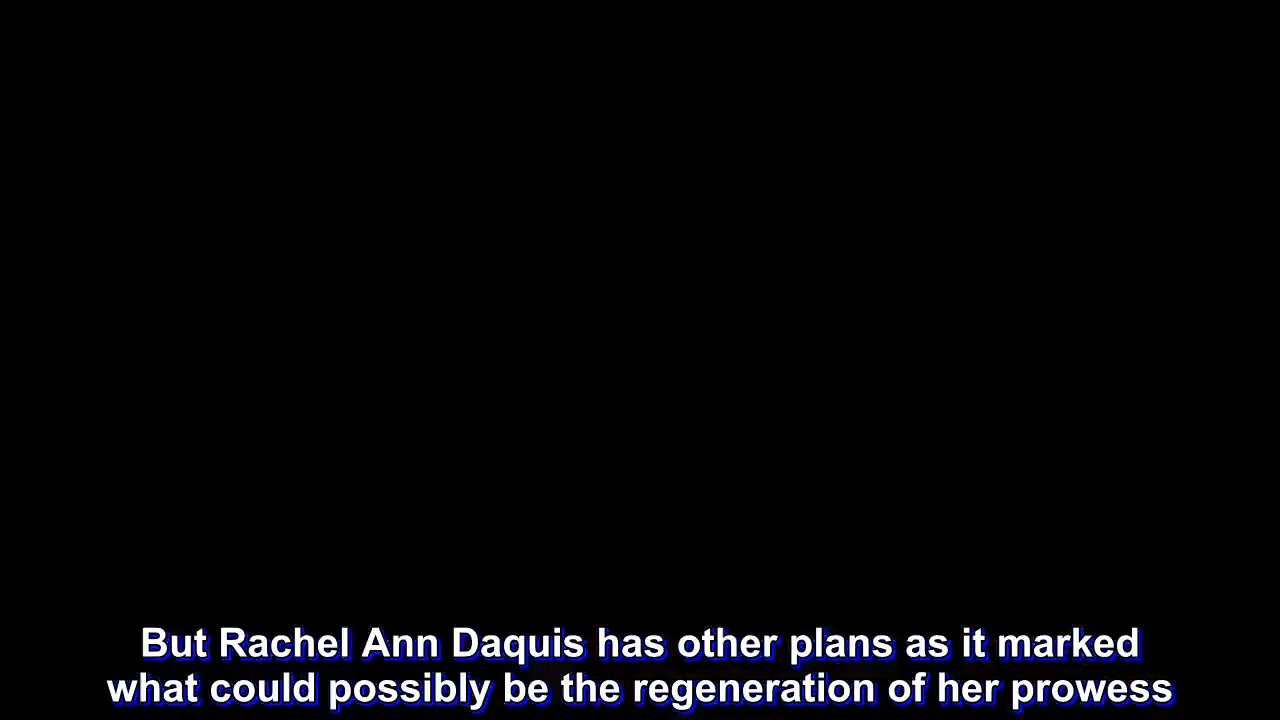 But Rachel Ann Daquis has other plans as it marked
what could possibly be the regeneration of her prowess